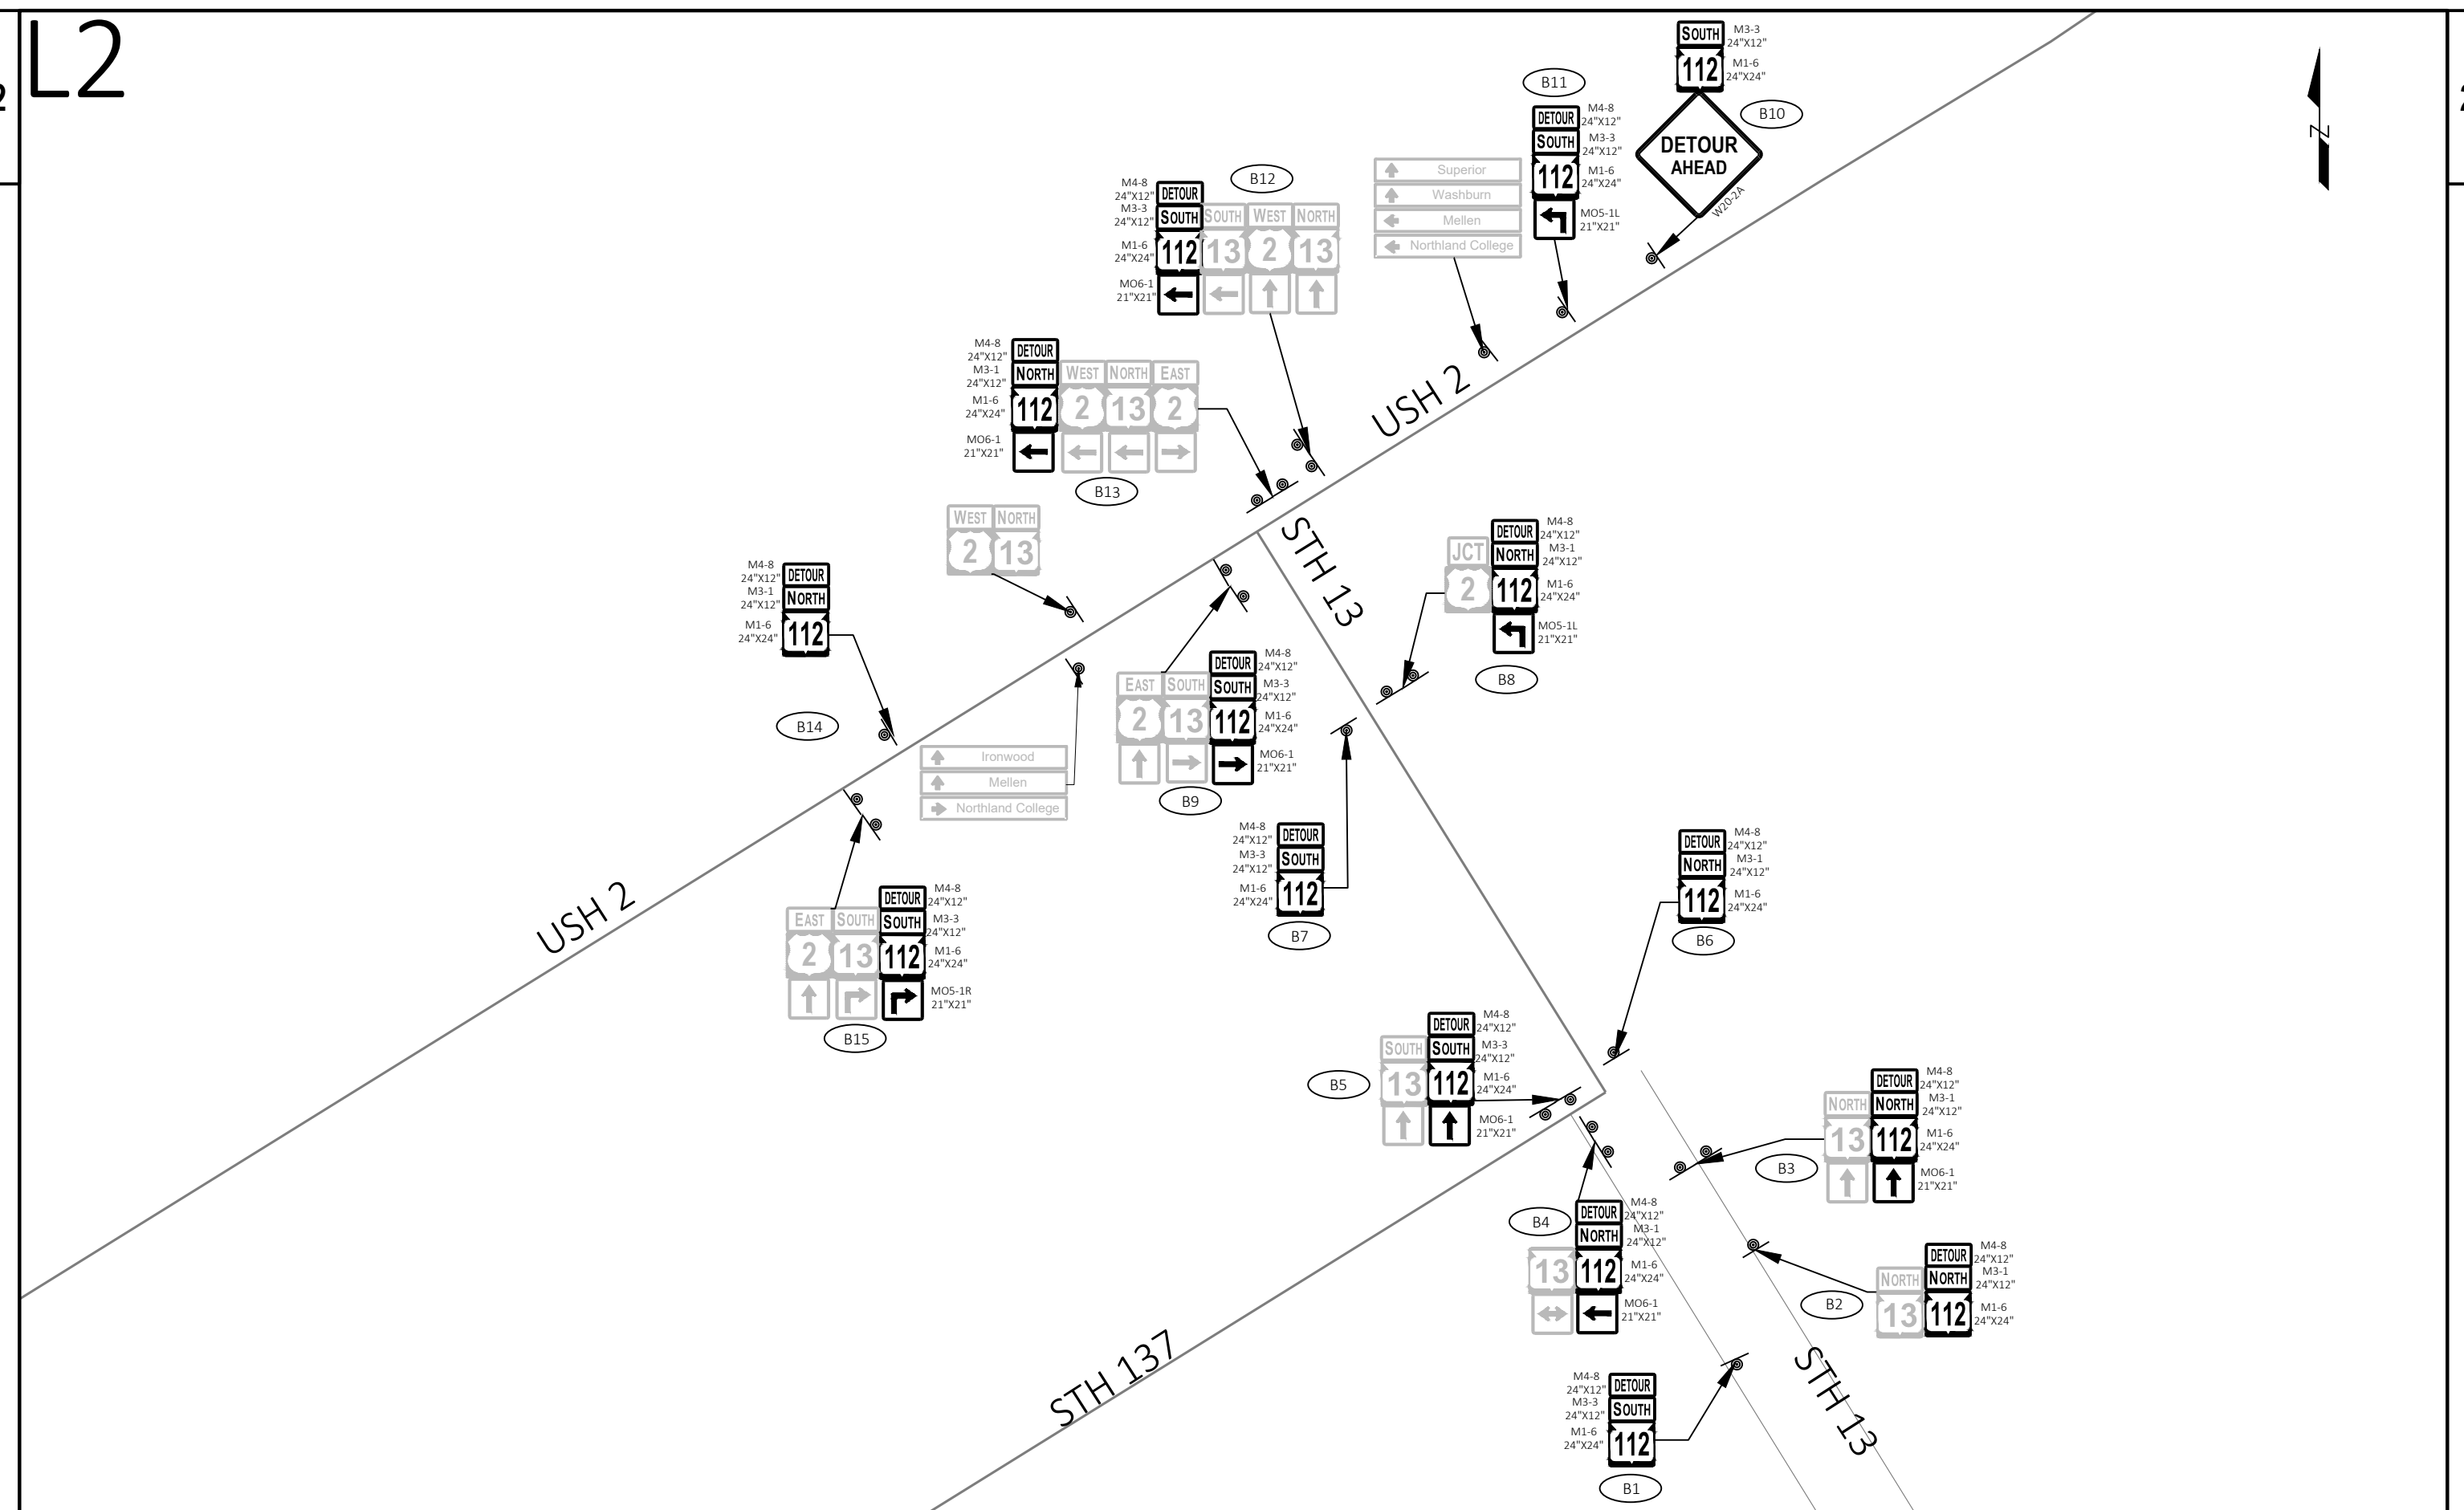 L2
2
2
Z
SOUTH
112
DETOUR
AHEAD
M3-3
24"X12"
M1-6
24"X24"
W20-2A
B10
B11
DETOUR
SOUTH
112
M4-8
24"X12"
M3-3
24"X12"
M1-6
24"X24"
MO5-1L
21"X21"
Superior
Washburn
Mellen
Northland College
B12
M4-8
24"X12"
M3-3
24"X12"
M1-6
24"X24"
MO6-1
21"X21"
DETOUR
SOUTH SOUTH WEST NORTH
112 13 2 13
M4-8
24"X12"
M3-1
24"X12"
M1-6
24"X24"
MO6-1
21"X21"
DETOUR
NORTH WEST NORTH EAST
112 2 13 2
B13
USH 2
STH 13
WEST NORTH
2 13
M4-8
24"X12"
M3-1
24"X12"
M1-6
24"X24"
DETOUR
NORTH
112
B14
DETOUR
JCT NORTH
2 112
M4-8
24"X12"
M3-1
24"X12"
M1-6
24"X24"
MO5-1L
21"X21"
B8
DETOUR
EAST SOUTH SOUTH
2 13 112
M4-8
24"X12"
M3-3
24"X12"
M1-6
24"X24"
MO6-1
21"X21"
B9
Ironwood
Mellen
Northland College
M4-8
24"X12"
M3-3
24"X12"
M1-6
24"X24"
DETOUR
SOUTH
112
B7
DETOUR
NORTH
112
M4-8
24"X12"
M3-1
24"X12"
M1-6
24"X24"
B6
USH 2
DETOUR
EAST SOUTH SOUTH
2 13 112
M4-8
24"X12"
M3-3
24"X12"
M1-6
24"X24"
MO5-1R
21"X21"
B15
B5
DETOUR
SOUTH SOUTH
13 112
M4-8
24"X12"
M3-3
24"X12"
M1-6
24"X24"
MO6-1
21"X21"
DETOUR
NORTH NORTH
13 112
M4-8
24"X12"
M3-1
24"X12"
M1-6
24"X24"
MO6-1
21"X21"
B3
B4
DETOUR
NORTH
13 112
M4-8
24"X12"
M3-1
24"X12"
M1-6
24"X24"
MO6-1
21"X21"
B2
DETOUR
NORTH NORTH
13 112
M4-8
24"X12"
M3-1
24"X12"
M1-6
24"X24"
STH 137
STH 13
M4-8
24"X12"
M3-3
24"X12"
M1-6
24"X24"
DETOUR
SOUTH
112
B1